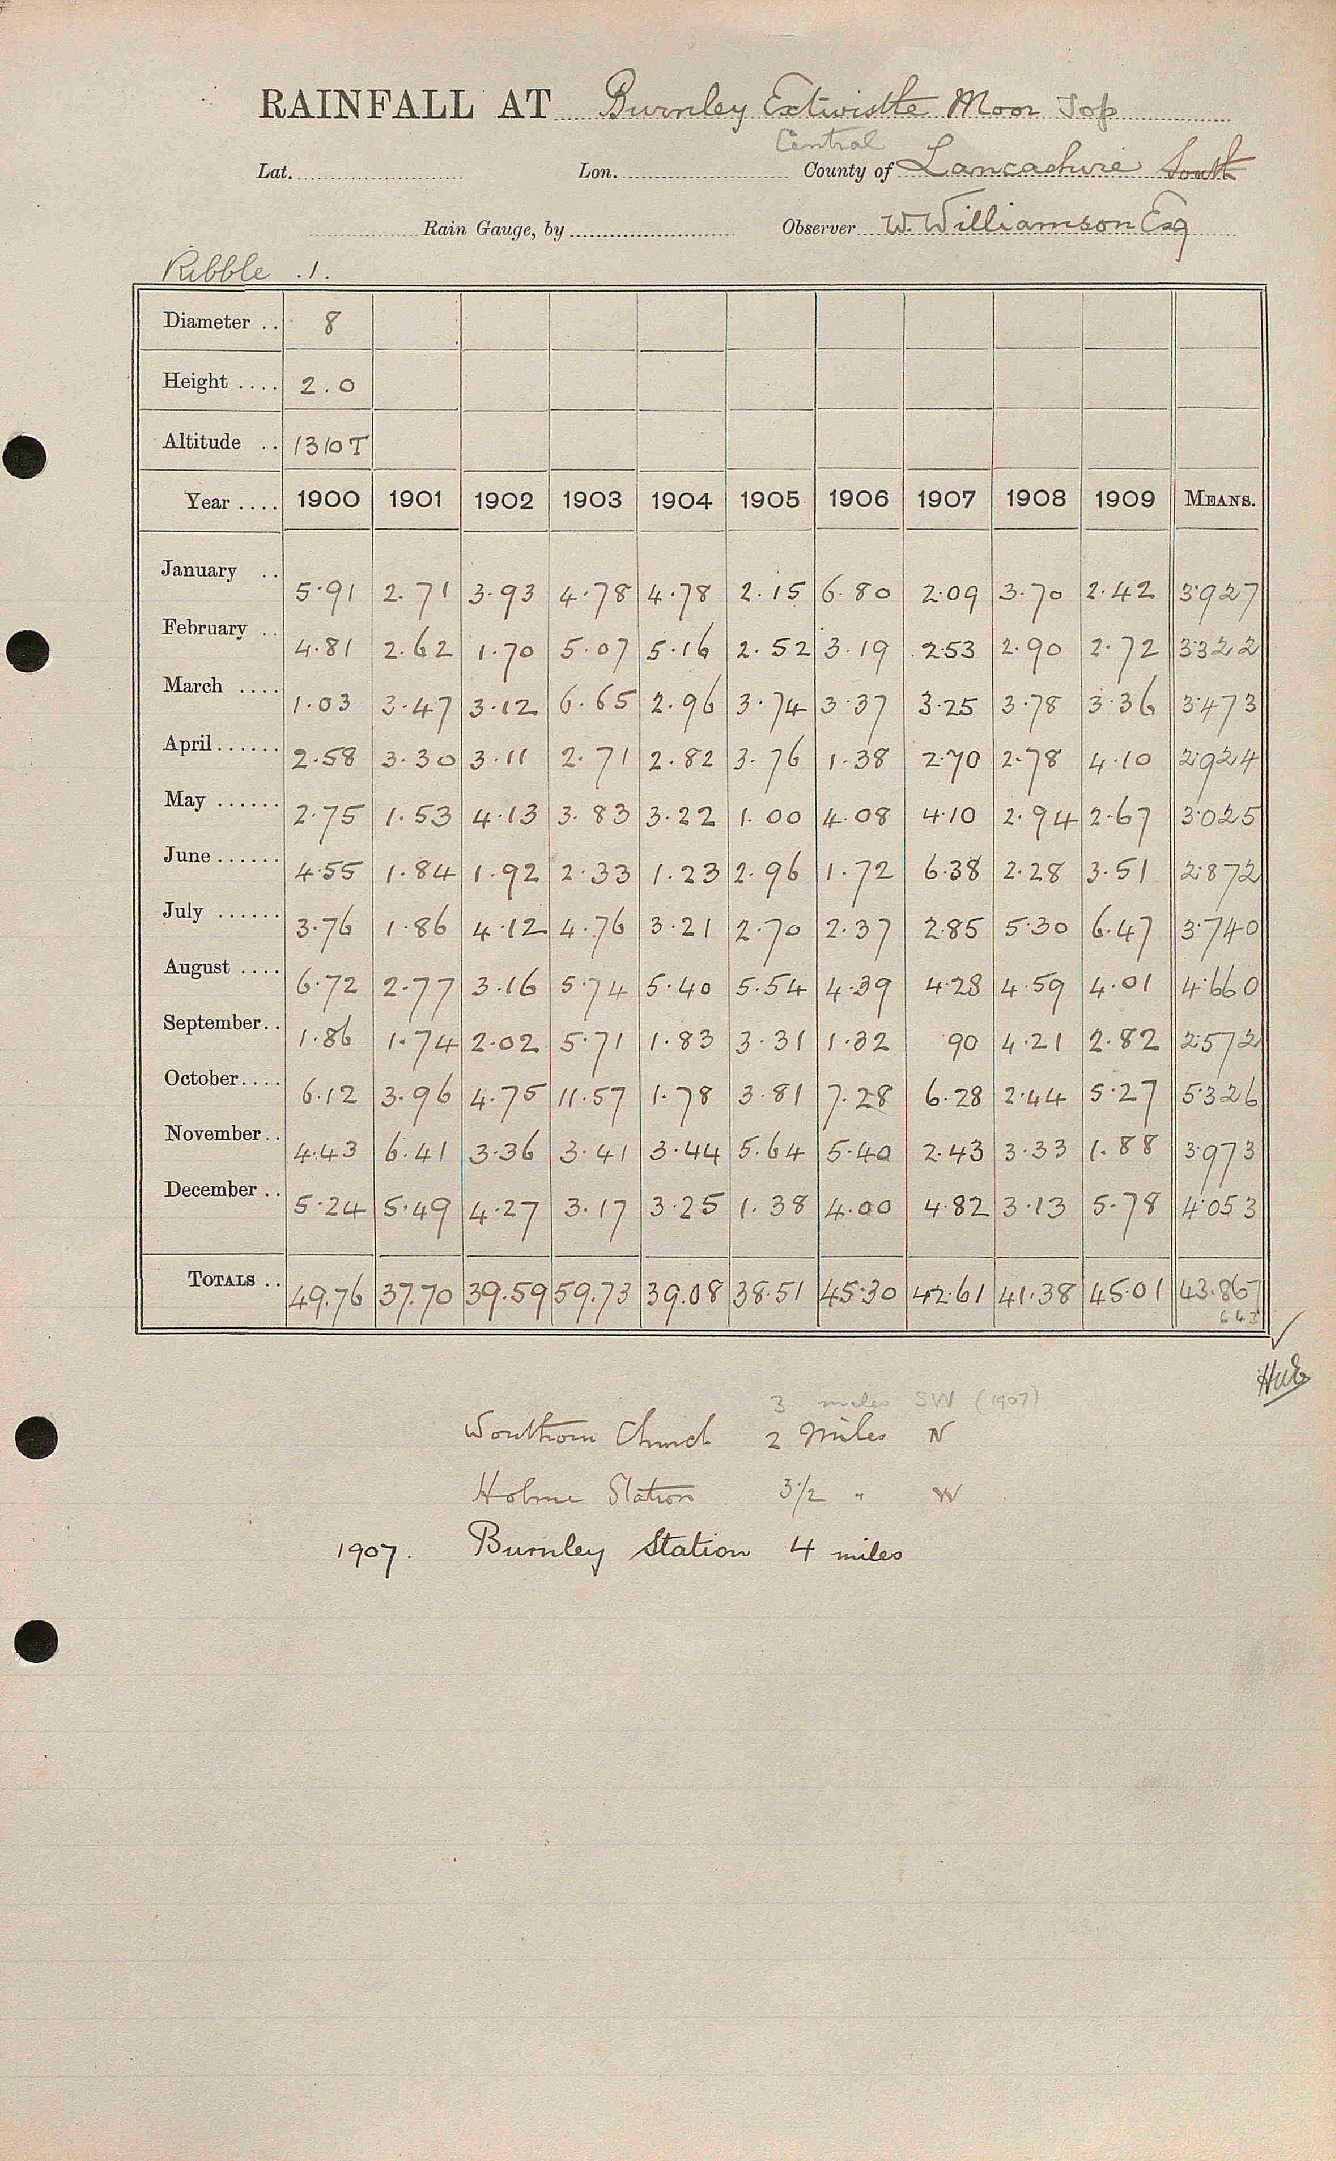 RAINFALL AT Burnley Extwistle Moor Top
Central
Lat. Lon. County of Lancashire South
Rain Gauge, by Observer W. Williamson Esq
Ribble .1.
Diameter .. 8
Height .... 2.0
Altitude .. 1310T
Year .... 1900 1901 1902 1903 1904 1905 1906 1907 1908 1909 MEANS.
January .. 5.91 2.71 3.93 4.78 4.78 2.15 6.80 2.09 3.70 2.42 3.927
February .. 4.81 2.62 1.70 5.07 5.16 2.52 3.19 2.53 2.90 2.72 3.322
March .... 1.03 3.47 3.12 6.65 2.96 3.74 3.37 3.25 3.78 3.36 3.473
April ...... 2.58 3.30 3.11 2.71 2.82 3.76 1.38 2.70 2.78 4.10 2.924
May ...... 2.75 1.53 4.13 3.83 3.22 1.00 4.08 4.10 2.94 2.67 3.025
June ...... 4.55 1.84 1.92 2.33 1.23 2.96 1.72 6.38 2.28 3.51 2.872
July ...... 3.76 1.86 4.12 4.76 3.21 2.70 2.37 2.85 5.30 6.47 3.740
August .... 6.72 2.77 3.16 5.74 5.40 5.54 4.39 4.28 4.59 4.01 4.660
September .. 1.86 1.74 2.02 5.71 1.83 3.31 1.32 .90 4.21 2.82 2.572
October .... 6.12 3.96 4.75 11.57 1.78 3.81 7.28 6.28 2.44 5.27 5.326
November .. 4.43 6.41 3.36 3.41 3.44 5.64 5.40 2.43 3.33 1.88 3.973
December .. 5.24 5.49 4.27 3.17 3.25 1.38 4.00 4.82 3.13 5.78 4.053
TOTALS .. 49.76 37.70 39.59 59.73 39.08 38.51 45.30 42.61 41.38 45.01 43.867
643
3 miles SW (1907)
Worsthorn Church 2 Miles N
Holme Station 3 1/2 " W
1907. Burnley Station 4 miles